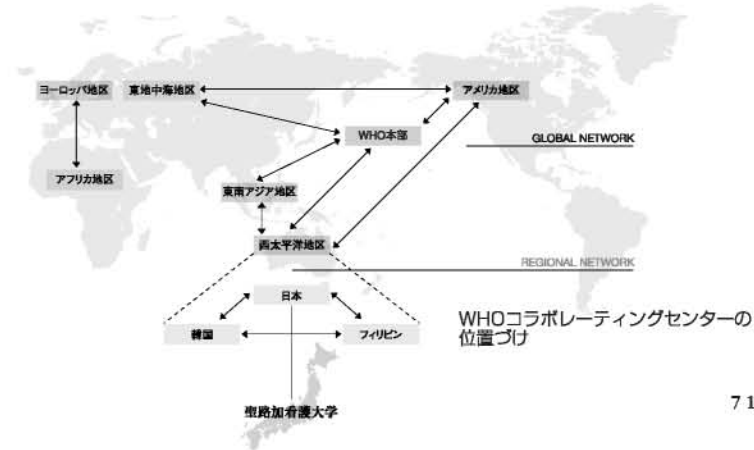 ヨーロッパ地区
東地中海地区
アメリカ地区
WHO本部
GLOBAL NETWORK
アフリカ地区
東南アジア地区
西太平洋地区
REGIONAL NETWORK
日本
韓国
フィリピン
WHOコラボレーティングセンターの
位置づけ
聖路加看護大学
71